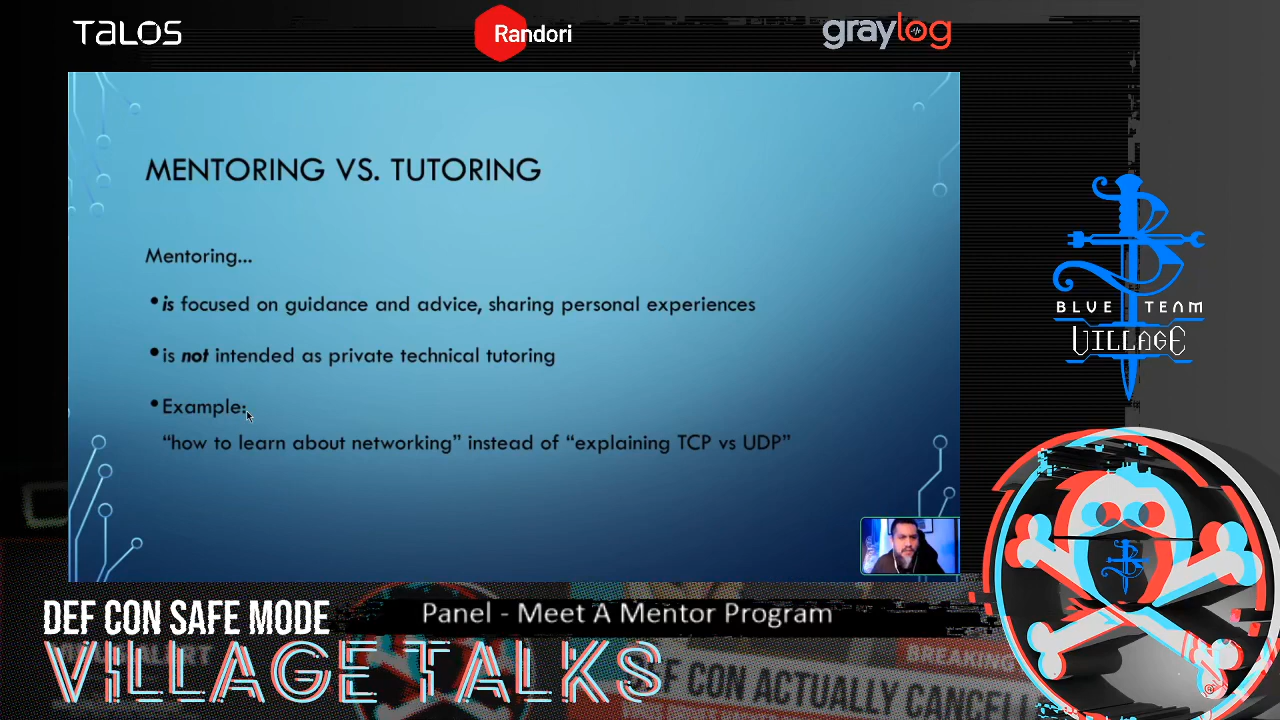 TALOS
Randori
graylog
MENTORING VS. TUTORING
Mentoring...
•is focused on guidance and advice, sharing personal experiences
•is not intended as private technical tutoring
•Example:
“how to learn about networking” instead of “explaining TCP vs UDP”
BLUE TEAM
VILLAGE
DEF CON SAFE MODE
Panel - Meet A Mentor Program
VILLAGE TALKS
BREAKING
F CON ACTUALLY CANCELL